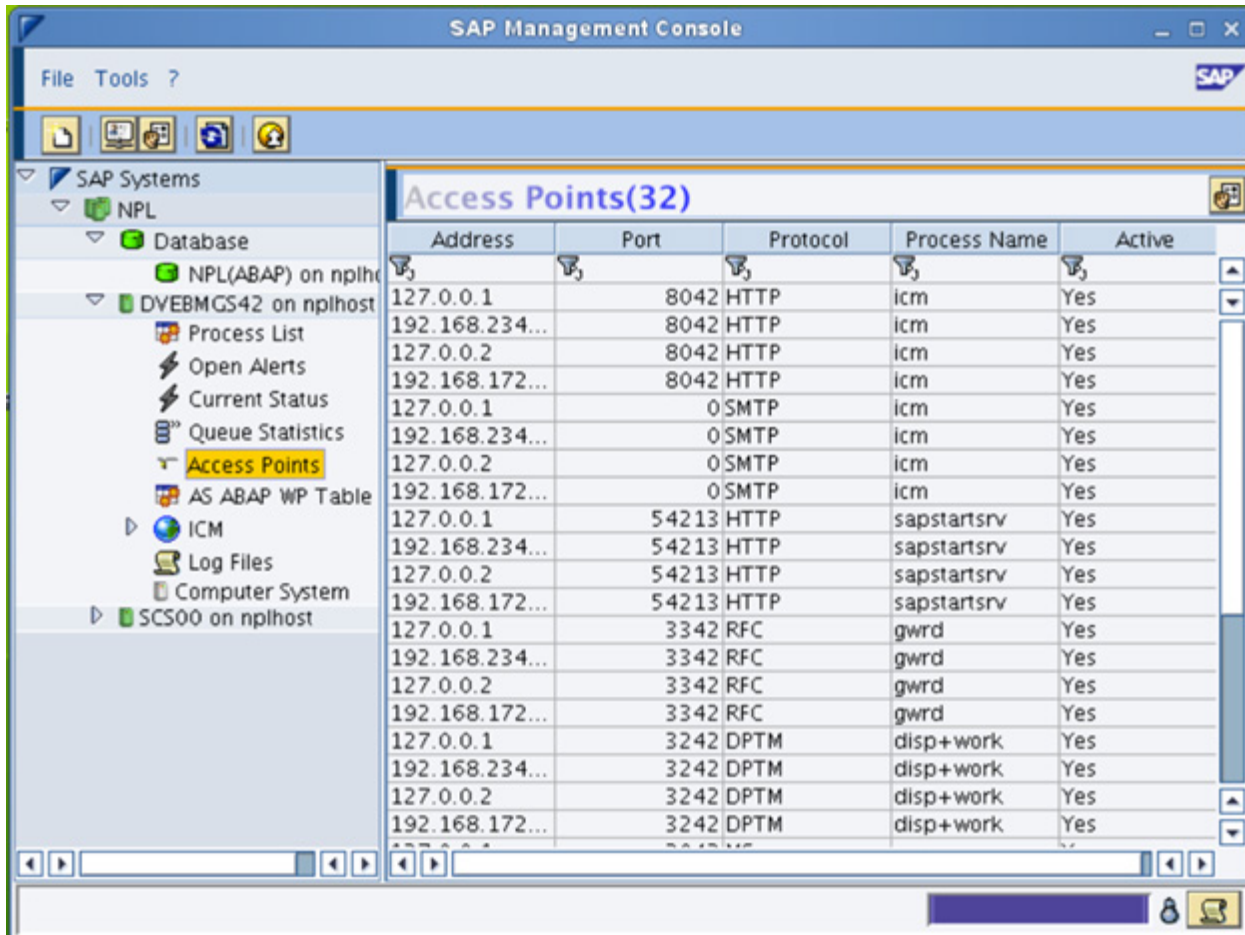 SAP Management Console
File Tools ?
SAP
SAP Systems
NPL
Database
NPL(ABAP) on nplh
DVEBMGS42 on nplhost
Process List
Open Alerts
Current Status
Queue Statistics
Access Points
AS ABAP WP Table
ICM
Log Files
Computer System
SCS00 on nplhost
Access Points(32)
Address Port Protocol Process Name Active
127.0.0.1 8042 HTTP icm Yes
192.168.234... 8042 HTTP icm Yes
127.0.0.2 8042 HTTP icm Yes
192.168.172... 8042 HTTP icm Yes
127.0.0.1 0 SMTP icm Yes
192.168.234... 0 SMTP icm Yes
127.0.0.2 0 SMTP icm Yes
192.168.172... 0 SMTP icm Yes
127.0.0.1 54213 HTTP sapstartsrv Yes
192.168.234... 54213 HTTP sapstartsrv Yes
127.0.0.2 54213 HTTP sapstartsrv Yes
192.168.172... 54213 HTTP sapstartsrv Yes
127.0.0.1 3342 RFC gwrd Yes
192.168.234... 3342 RFC gwrd Yes
127.0.0.2 3342 RFC gwrd Yes
192.168.172... 3342 RFC gwrd Yes
127.0.0.1 3242 DPTM disp+work Yes
192.168.234... 3242 DPTM disp+work Yes
127.0.0.2 3242 DPTM disp+work Yes
192.168.172... 3242 DPTM disp+work Yes